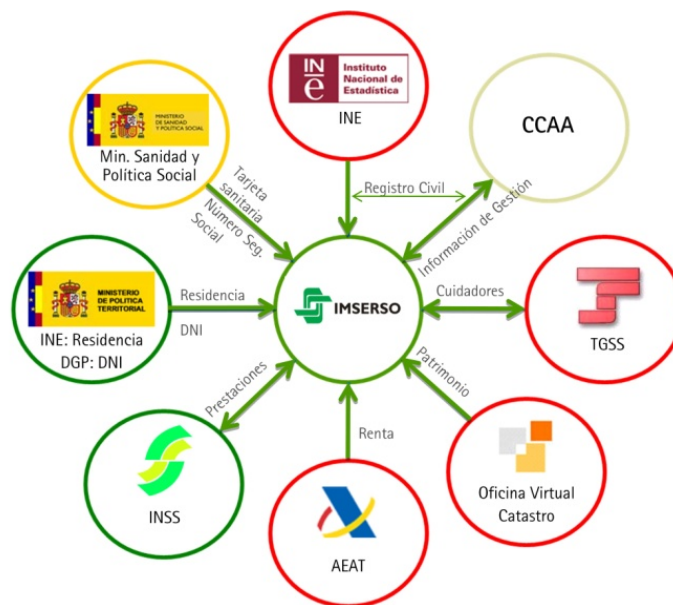 IN
e
Instituto
Nacional de
Estadística
INE
MINISTERIO
DE SANIDAD
Y POLÍTICA SOCIAL
Min. Sanidad y
Política Social
CCAA
Tarjeta
sanitaria
Número Seg.
Social
Registro Civil
Información de Gestión
MINISTERIO
DE POLITICA
TERRITORIAL
INE: Residencia
DGP: DNI
Residencia
DNI
IMSERSO
Cuidadores
TGSS
Prestaciones
Patrimonio
INSS
Renta
AEAT
Oficina Virtual
Catastro